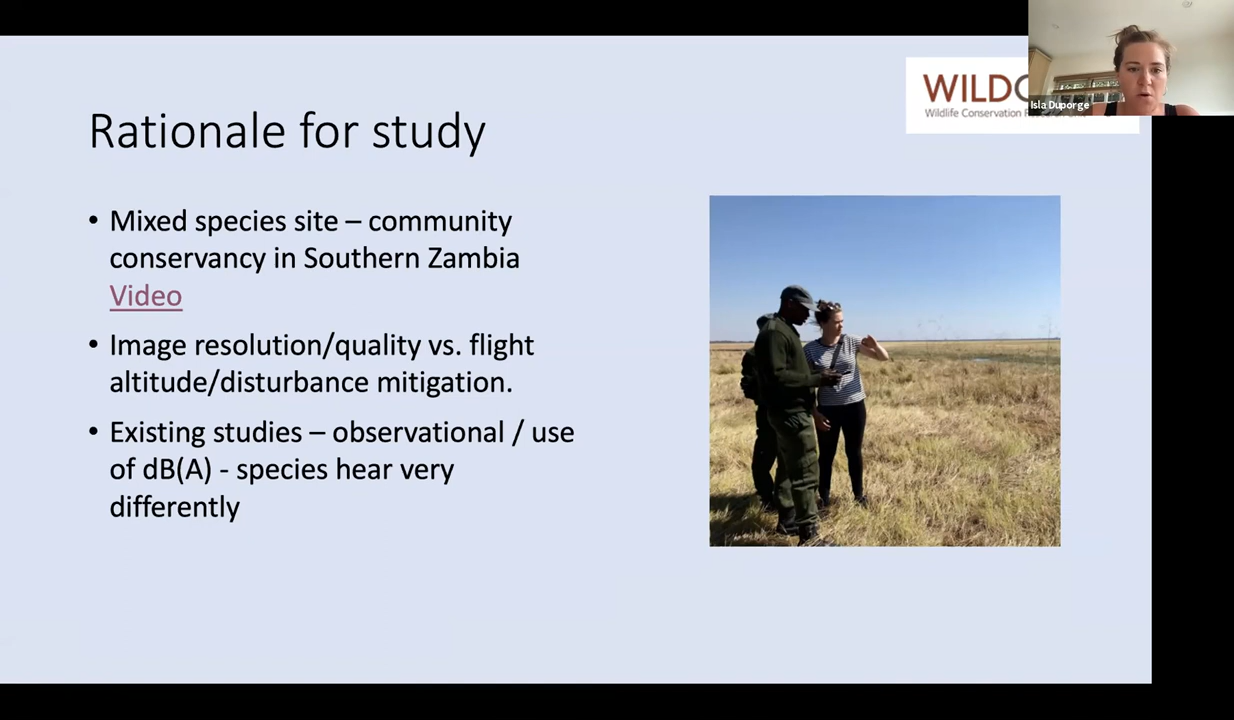 WILD
Wildlife Conservation
Isla Duporge
Rationale for study
• Mixed species site – community
conservancy in Southern Zambia
Video
• Image resolution/quality vs. flight
altitude/disturbance mitigation.
• Existing studies – observational / use
of dB(A) - species hear very
differently